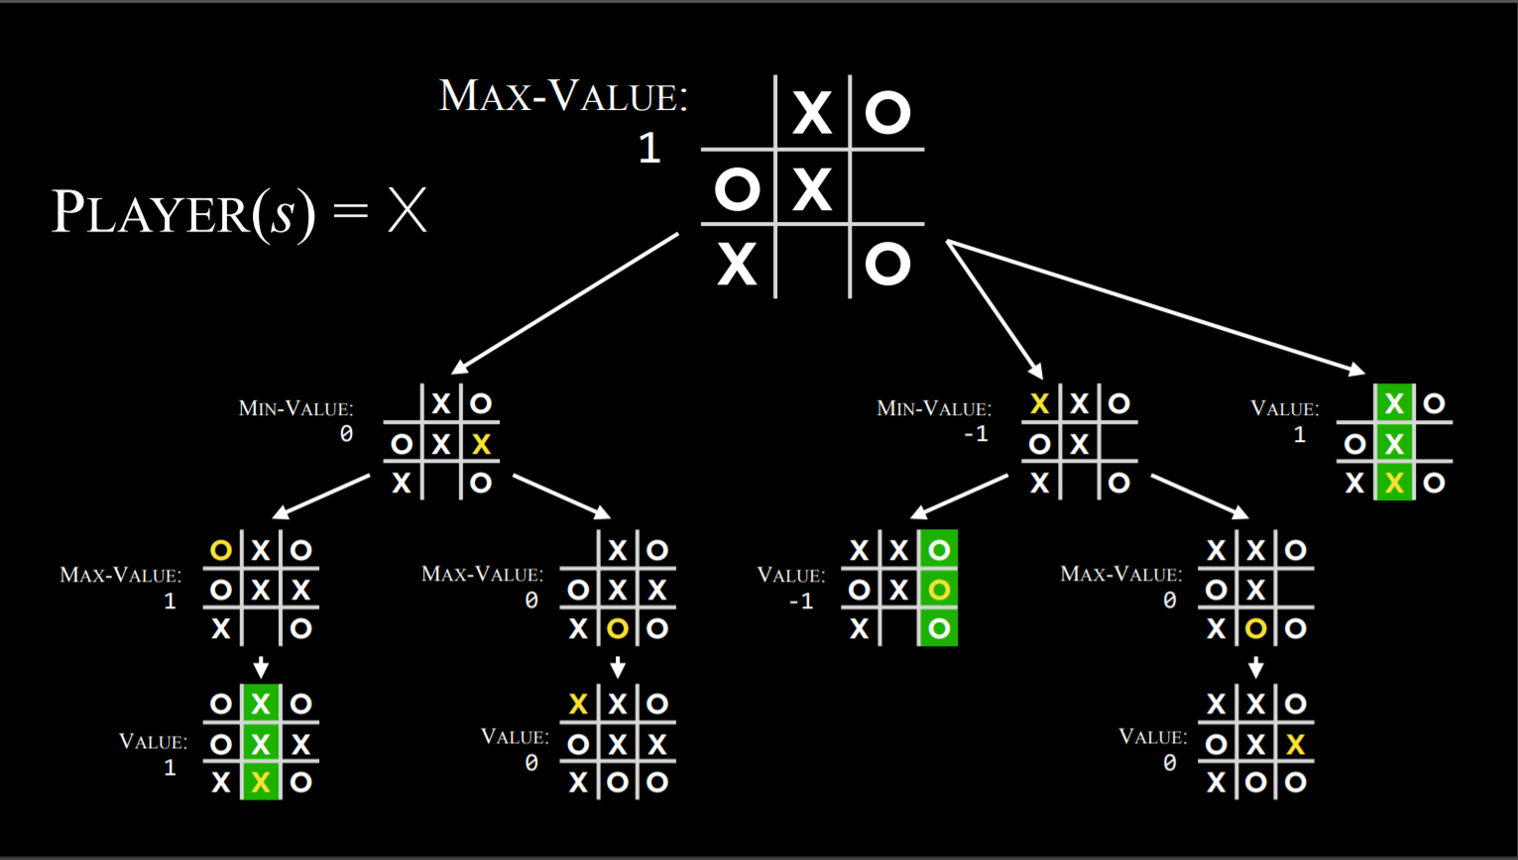 MAX-VALUE:
1
X O
O X
X O
PLAYER(s) = X
MIN-VALUE:
0
X O
O X X
X O
MIN-VALUE:
-1
X X O
O X
X O
VALUE:
1
X O
O X
X X O
MAX-VALUE:
1
O X O
O X X
X O
MAX-VALUE:
0
X O
O X X
X O O
VALUE:
-1
X X O
O X O
X O
MAX-VALUE:
0
X X O
O X
X O O
VALUE:
1
O X O
O X X
X X O
VALUE:
0
X X O
O X X
X O O
VALUE:
0
X X O
O X X
X O O